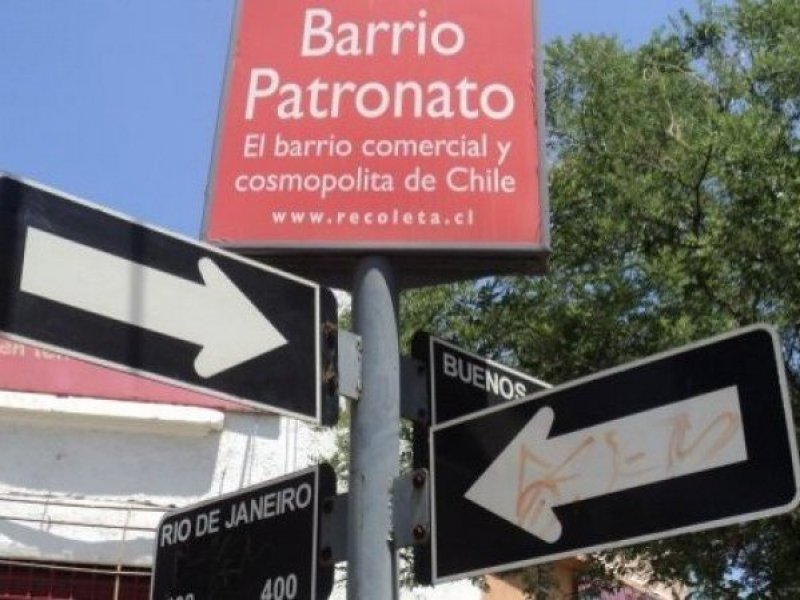 Barrio
Patronato
El barrio comercial y
cosmopolita de Chile
www.recoleta.cl
BUENOS
RIO DE JANEIRO
400